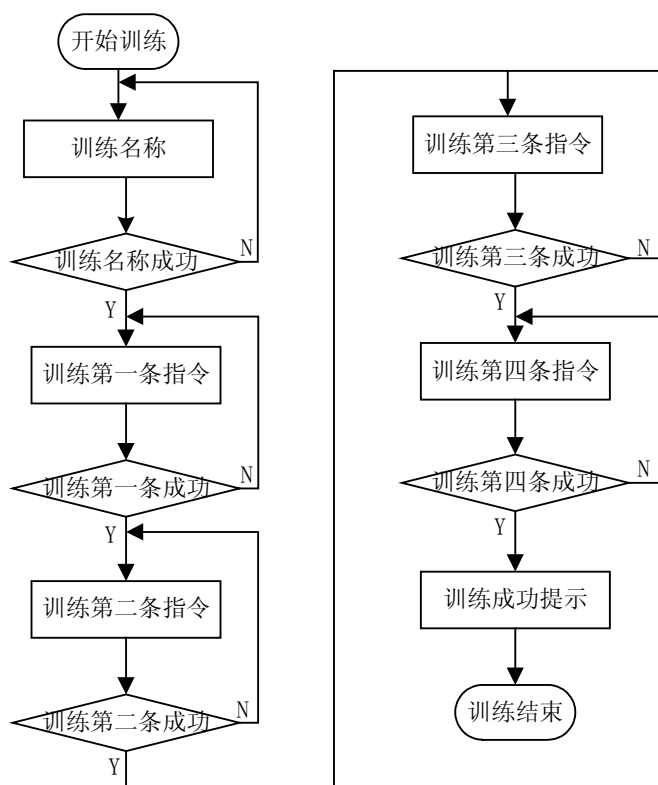 开始训练
训练名称
训练名称成功
N
Y
训练第一条指令
训练第一条成功
N
Y
训练第二条指令
训练第二条成功
N
Y
训练第三条指令
训练第三条成功
N
Y
训练第四条指令
训练第四条成功
N
Y
训练成功提示
训练结束